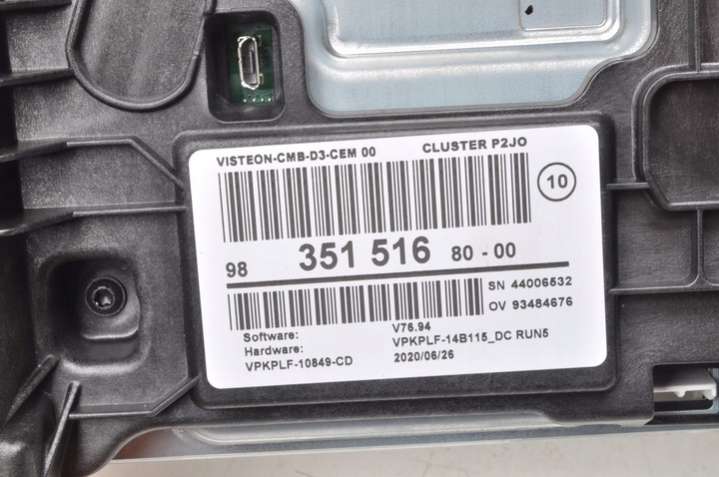 VISTEON-CMB-D3-CEM 00 CLUSTER P2JO
10
98 351 516 80 - 00
SN 44006532
OV 93484676
Software: V76.94
Hardware: VPKPLF-14B115_DC RUN5
VPKPLF-10849-CD 2020/06/26